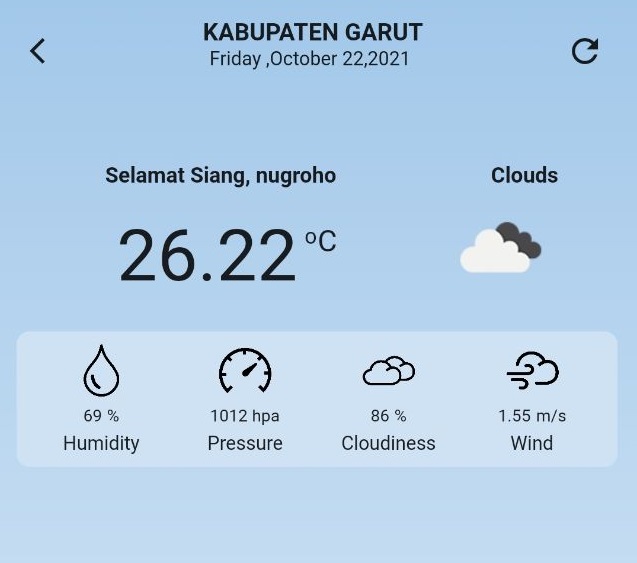 KABUPATEN GARUT
Friday ,October 22,2021
Selamat Siang, nugroho
Clouds
26.22 ºC
69 %
1012 hpa
86 %
1.55 m/s
Humidity
Pressure
Cloudiness
Wind